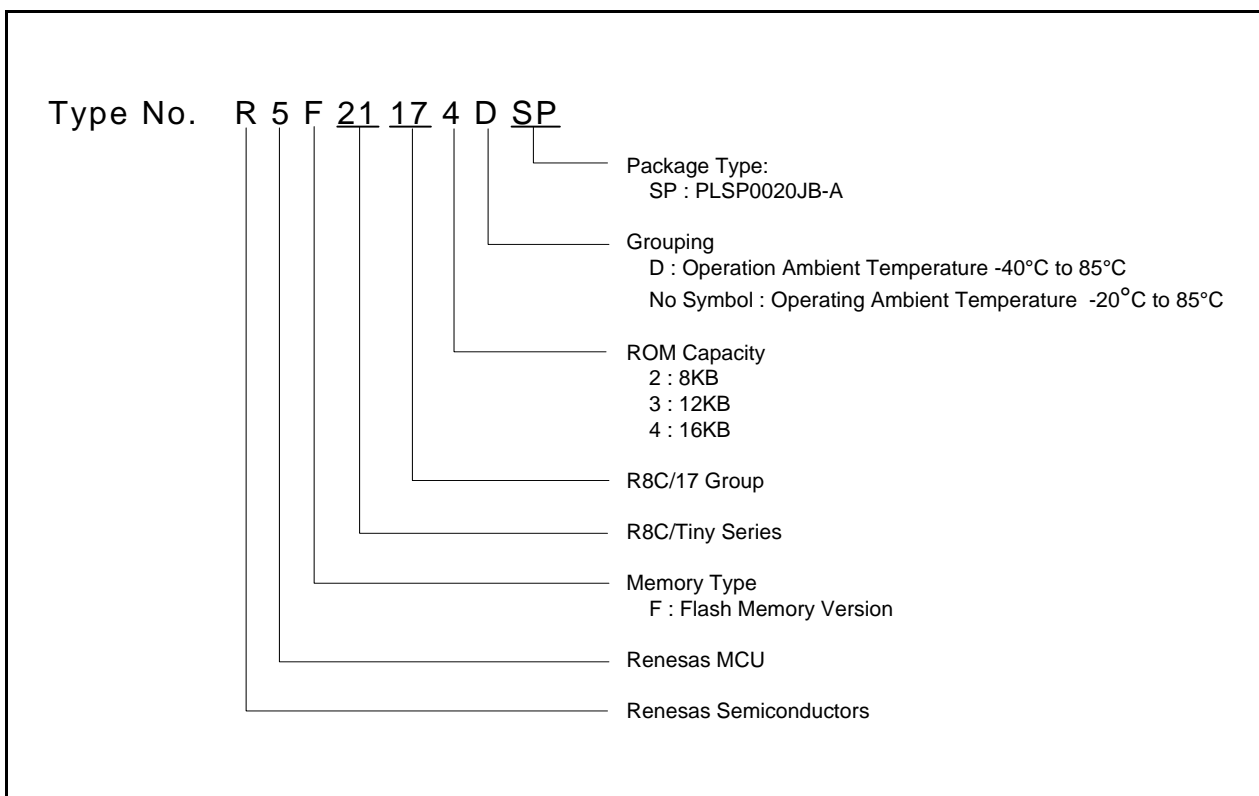 Type No. R 5 F 21 17 4 D SP
Package Type:
SP : PLSP0020JB-A
Grouping
D : Operation Ambient Temperature -40°C to 85°C
No Symbol : Operating Ambient Temperature -20°C to 85°C
ROM Capacity
2 : 8KB
3 : 12KB
4 : 16KB
R8C/17 Group
R8C/Tiny Series
Memory Type
F : Flash Memory Version
Renesas MCU
Renesas Semiconductors